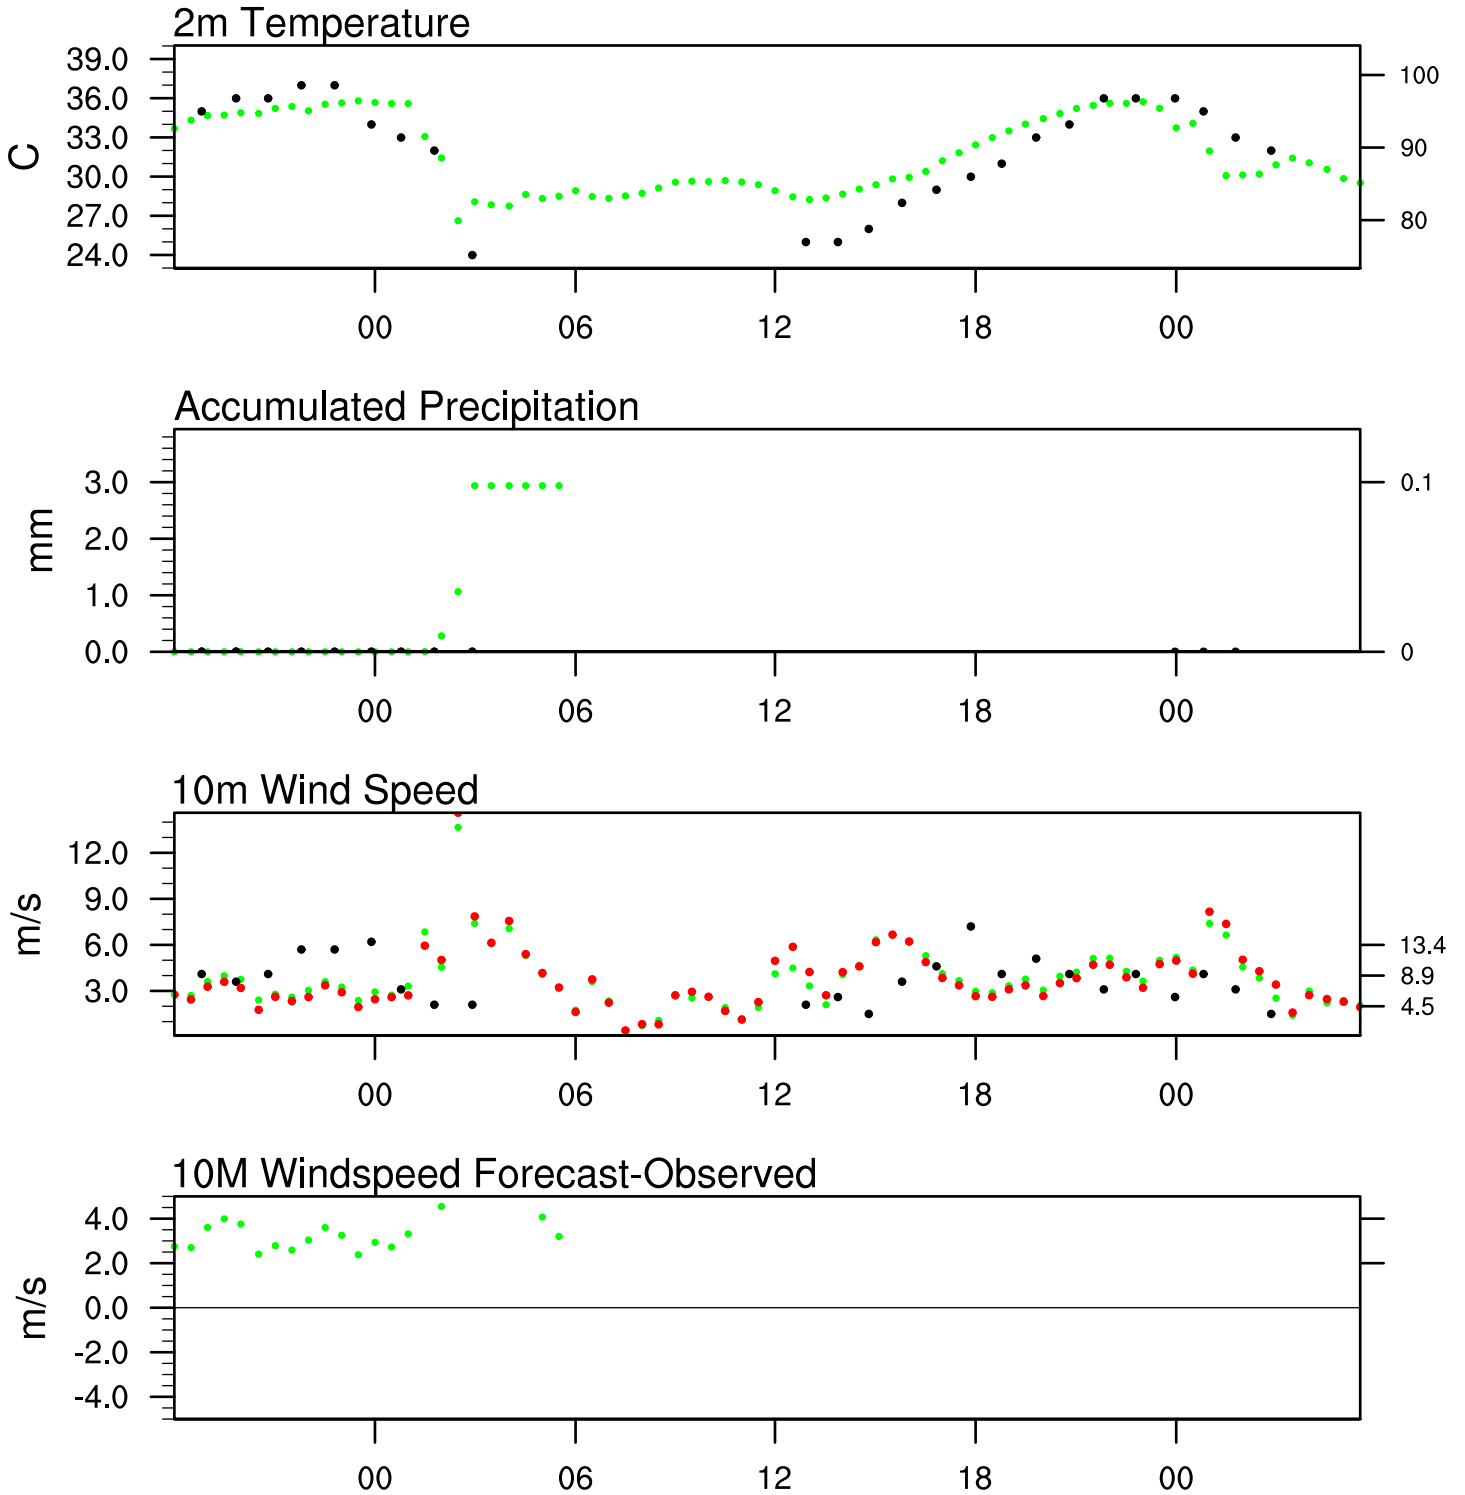 2m Temperature
C
39.0
36.0
33.0
30.0
27.0
24.0
100
90
80
00 06 12 18 00
Accumulated Precipitation
mm
3.0
2.0
1.0
0.0
0.1
0
00 06 12 18 00
10m Wind Speed
m/s
12.0
9.0
6.0
3.0
13.4
8.9
4.5
00 06 12 18 00
10M Windspeed Forecast-Observed
m/s
4.0
2.0
0.0
-2.0
-4.0
00 06 12 18 00